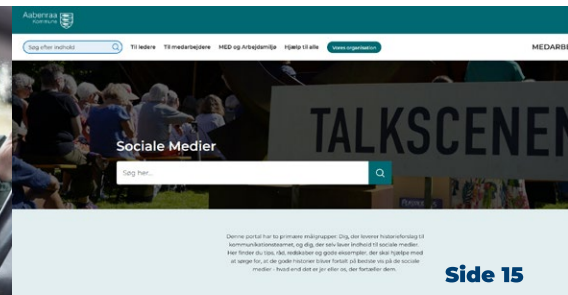 Aabenraa
Kommune
Søg efter indhold
Til ledere
Til medarbejdere
MED og Arbejdsmiljø
Hjælp til alle
Vores organisation
MEDARBE
TALKSCENEN
Sociale Medier
Søg her...
Denne portal har to primære målgrupper. Dig, der leverer historieforslag til
kommunikationsteamet, og dig, der selv laver indhold til sociale medier.
Her finder du tips, råd, redskaber og gode eksempler, der skal hjælpe med
at sørge for, at de gode historier bliver fortalt på bedste vis på de sociale
medier - hvad end det er jer eller os, der fortæller dem.
Side 15